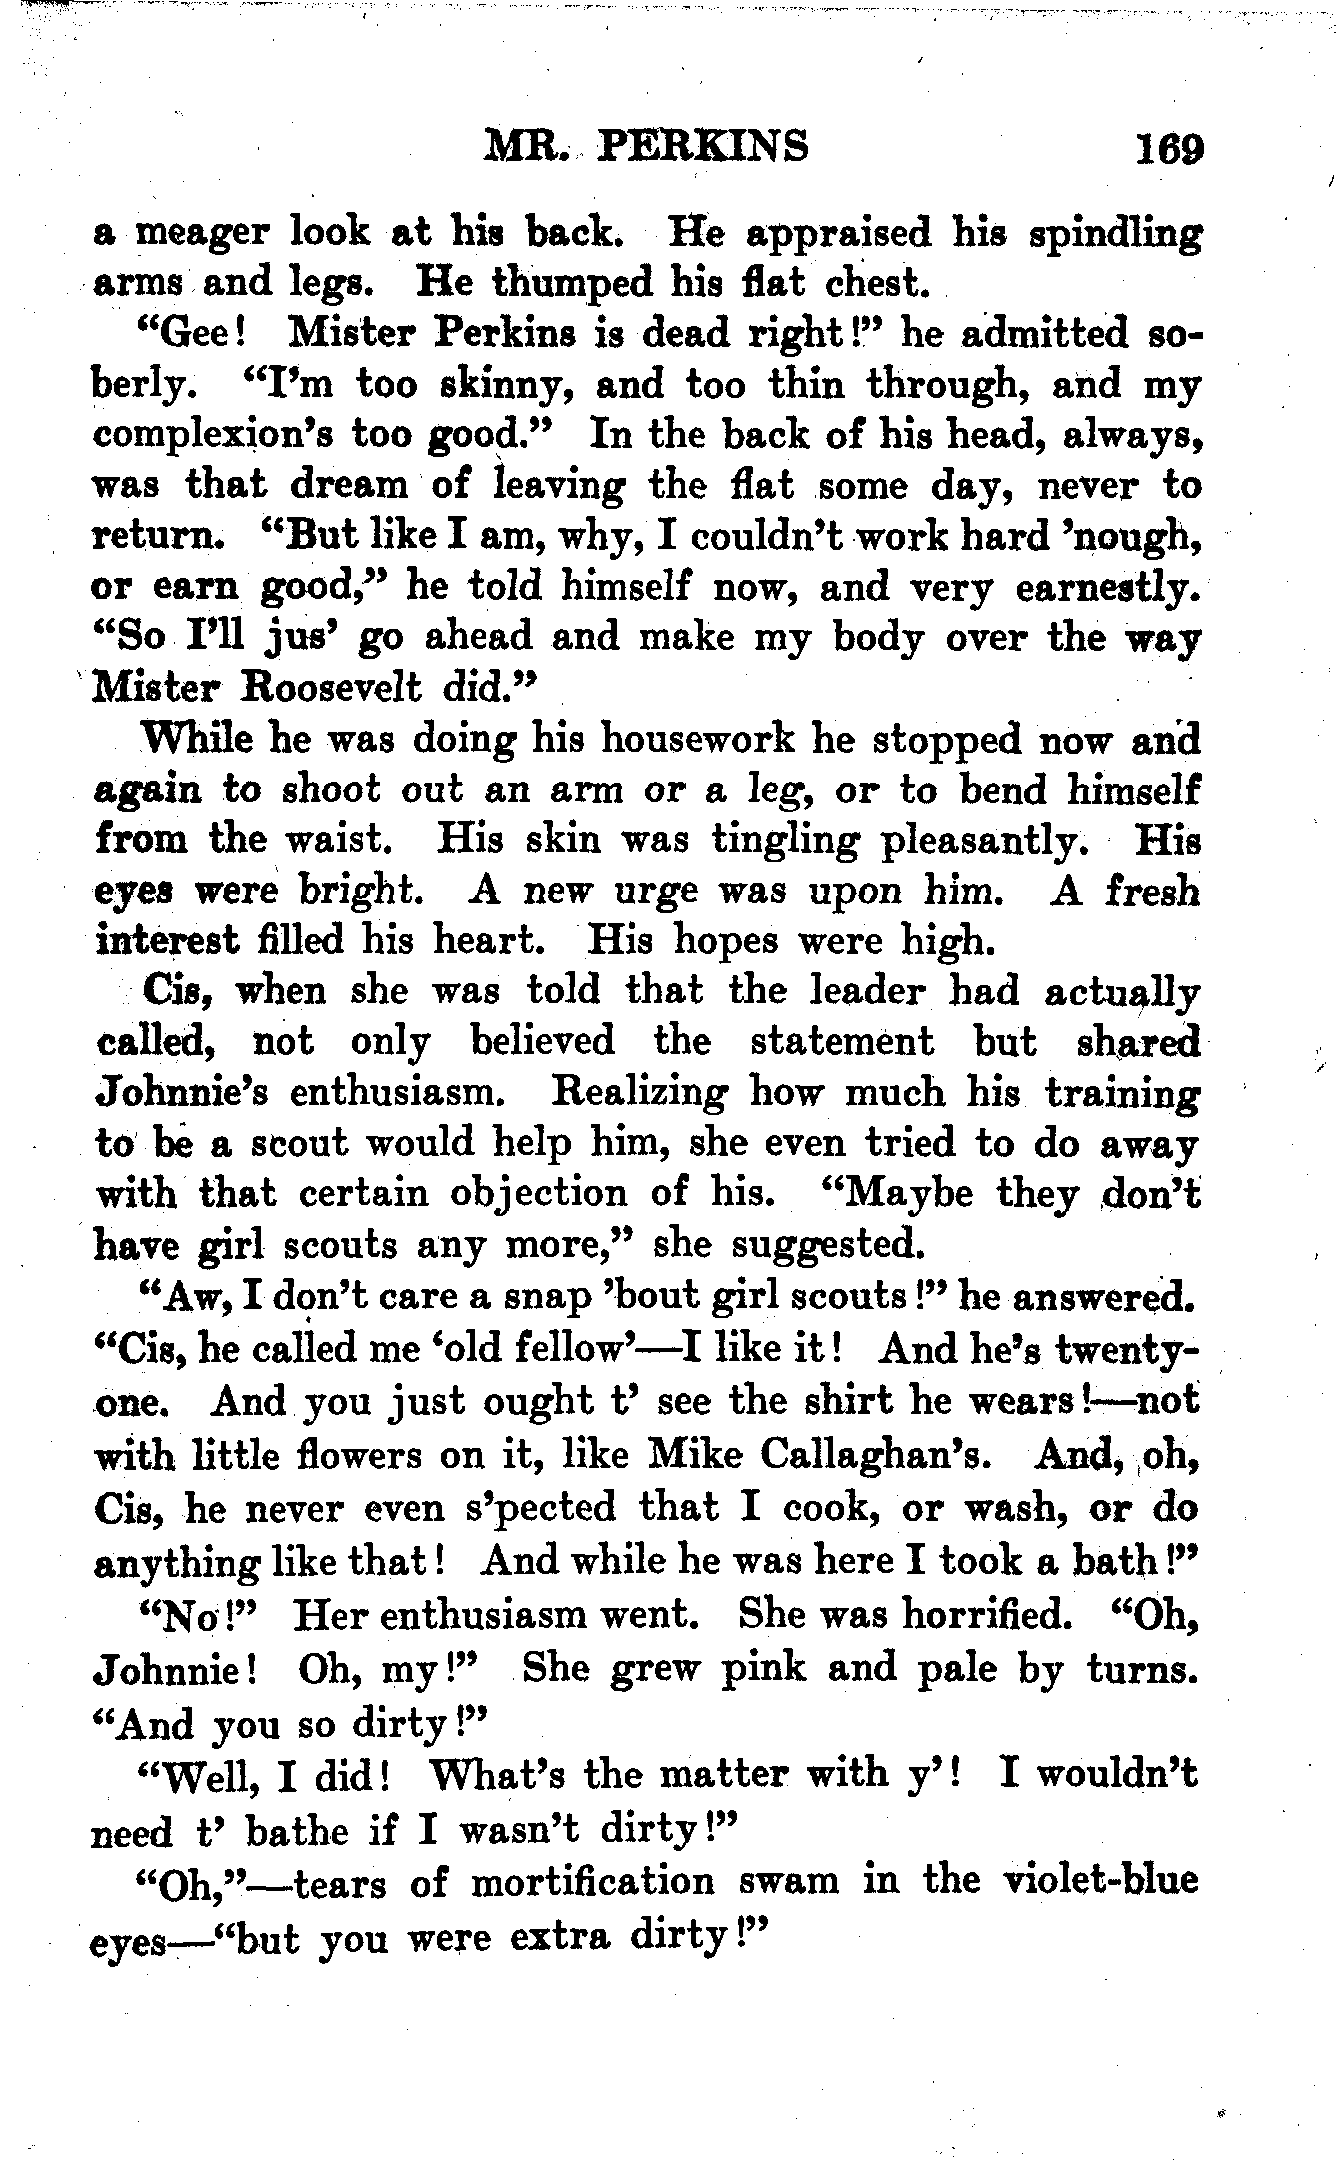 MR. PERKINS 169
a meager look at his back. He appraised his spindling
arms and legs. He thumped his flat chest.
“Gee! Mister Perkins is dead right!” he admitted so-
berly. “I’m too skinny, and too thin through, and my
complexion’s too good.” In the back of his head, always,
was that dream of leaving the flat some day, never to
return. “But like I am, why, I couldn’t work hard ’nough,
or earn good,” he told himself now, and very earnestly.
“So I’ll jus’ go ahead and make my body over the way
Mister Roosevelt did.”
While he was doing his housework he stopped now and
again to shoot out an arm or a leg, or to bend himself
from the waist. His skin was tingling pleasantly. His
eyes were bright. A new urge was upon him. A fresh
interest filled his heart. His hopes were high.
Cis, when she was told that the leader had actually
called, not only believed the statement but shared
Johnnie’s enthusiasm. Realizing how much his training
to be a scout would help him, she even tried to do away
with that certain objection of his. “Maybe they don’t
have girl scouts any more,” she suggested.
“Aw, I don’t care a snap ’bout girl scouts!” he answered.
“Cis, he called me ‘old fellow’—I like it! And he’s twenty-
one. And you just ought t’ see the shirt he wears!—not
with little flowers on it, like Mike Callaghan’s. And, oh,
Cis, he never even s’pected that I cook, or wash, or do
anything like that! And while he was here I took a bath!”
“No!” Her enthusiasm went. She was horrified. “Oh,
Johnnie! Oh, my!” She grew pink and pale by turns.
“And you so dirty!”
“Well, I did! What’s the matter with y’! I wouldn’t
need t’ bathe if I wasn’t dirty!”
“Oh,”—tears of mortification swam in the violet-blue
eyes—“but you were extra dirty!”